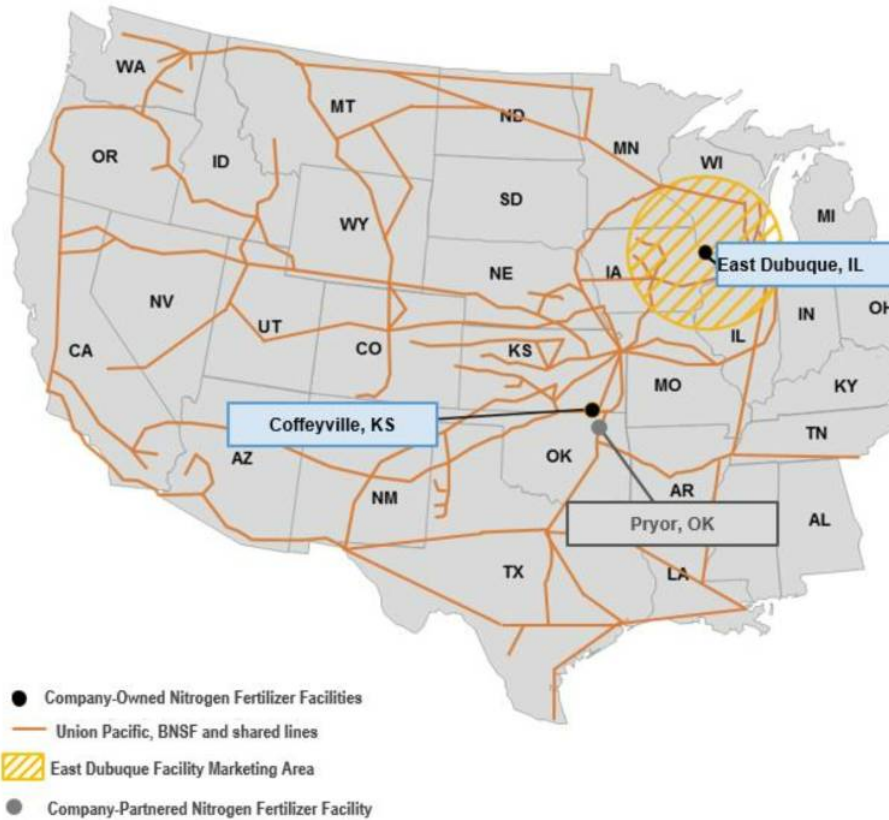 WA
MT
ND
MN
OR
ID
WI
SD
MI
WY
East Dubuque, IL
IA
NE
NV
IN
OH
UT
IL
CO
KS
CA
MO
KY
Coffeyville, KS
TN
AZ
OK
NM
AR
Pryor, OK
AL
TX
LA
Company-Owned Nitrogen Fertilizer Facilities
Union Pacific, BNSF and shared lines
East Dubuque Facility Marketing Area
Company-Partnered Nitrogen Fertilizer Facility